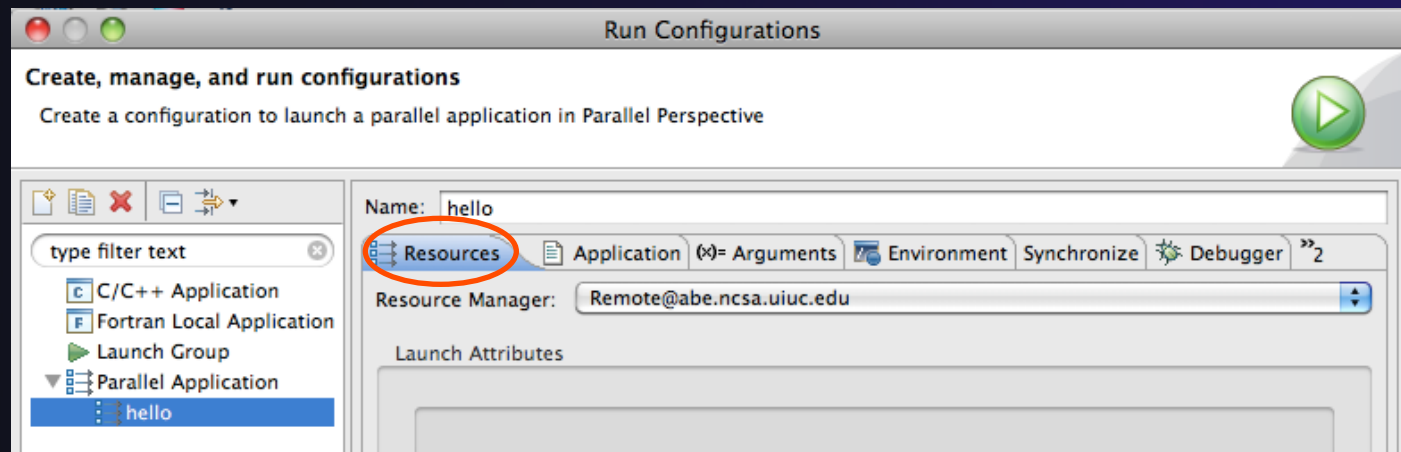 Run Configurations
Create, manage, and run configurations
Create a configuration to launch a parallel application in Parallel Perspective
Name: hello
type filter text
Resources Application (x)= Arguments Environment Synchronize Debugger »2
C C/C++ Application
Resource Manager: Remote@abe.ncsa.uiuc.edu
F Fortran Local Application
Launch Group
Launch Attributes
Parallel Application
hello